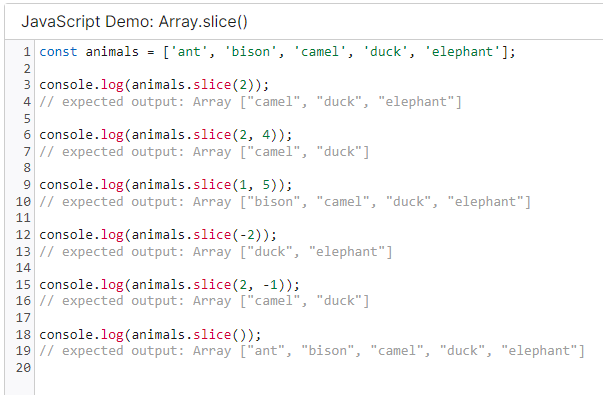 JavaScript Demo: Array.slice()
1 const animals = ['ant', 'bison', 'camel', 'duck', 'elephant'];
2
3 console.log(animals.slice(2));
4 // expected output: Array ["camel", "duck", "elephant"]
5
6 console.log(animals.slice(2, 4));
7 // expected output: Array ["camel", "duck"]
8
9 console.log(animals.slice(1, 5));
10 // expected output: Array ["bison", "camel", "duck", "elephant"]
11
12 console.log(animals.slice(-2));
13 // expected output: Array ["duck", "elephant"]
14
15 console.log(animals.slice(2, -1));
16 // expected output: Array ["camel", "duck"]
17
18 console.log(animals.slice());
19 // expected output: Array ["ant", "bison", "camel", "duck", "elephant"]
20